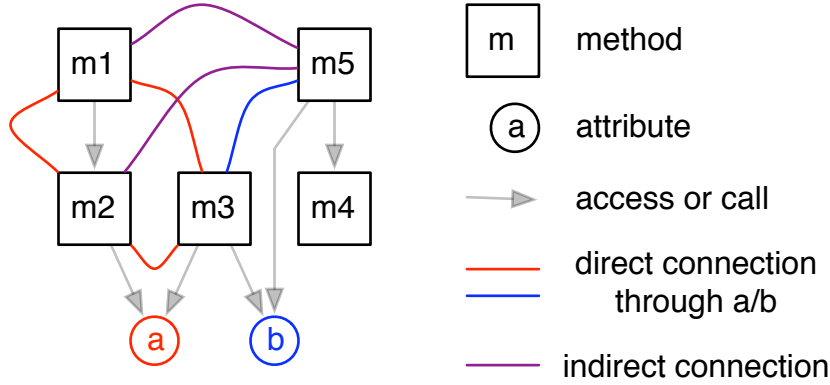 m1
m5
m2
m3
m4
a
b
m method
a attribute
access or call
direct connection
through a/b
indirect connection